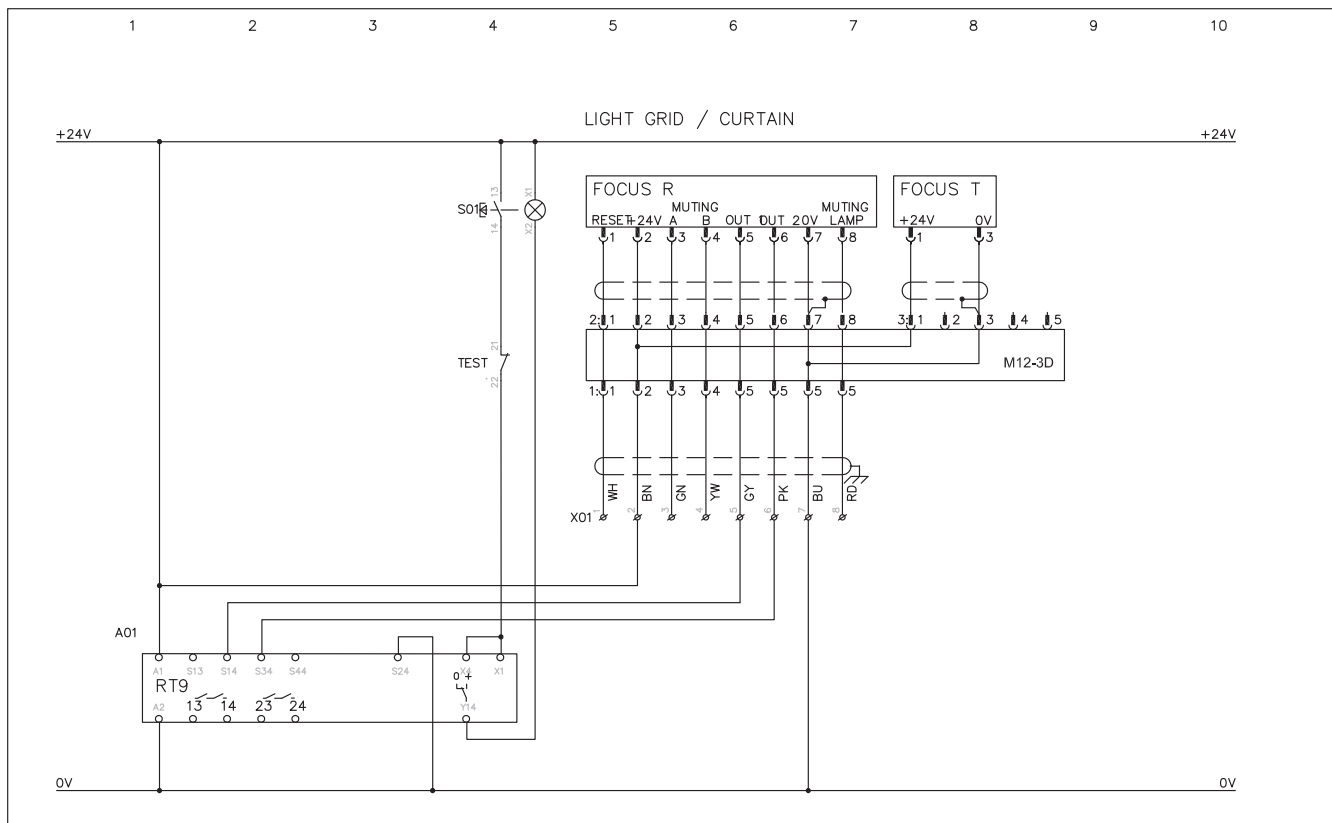 1 2 3 4 5 6 7 8 9 10
LIGHT GRID / CURTAIN
+24V +24V
FOCUS R FOCUS T
MUTING MUTING
RESET +24V A B OUT 1 OUT 2 0V LAMP +24V 0V
1 2 3 4 5 6 7 8 1 3
13 X1
S01
14 X2
2: 1 2 3 4 5 6 7 8 3: 1 2 3 4 5
21
TEST M12-3D
22
1: 1 2 3 4 5 5 5 5
WH BN GN YW GY PK BU RD
X01 1 2 3 4 5 6 7 8
A01
A1 S13 S14 S34 S44 S24 X4 X1
RT9 0 +
A2 13 14 23 24 Y14
0V 0V